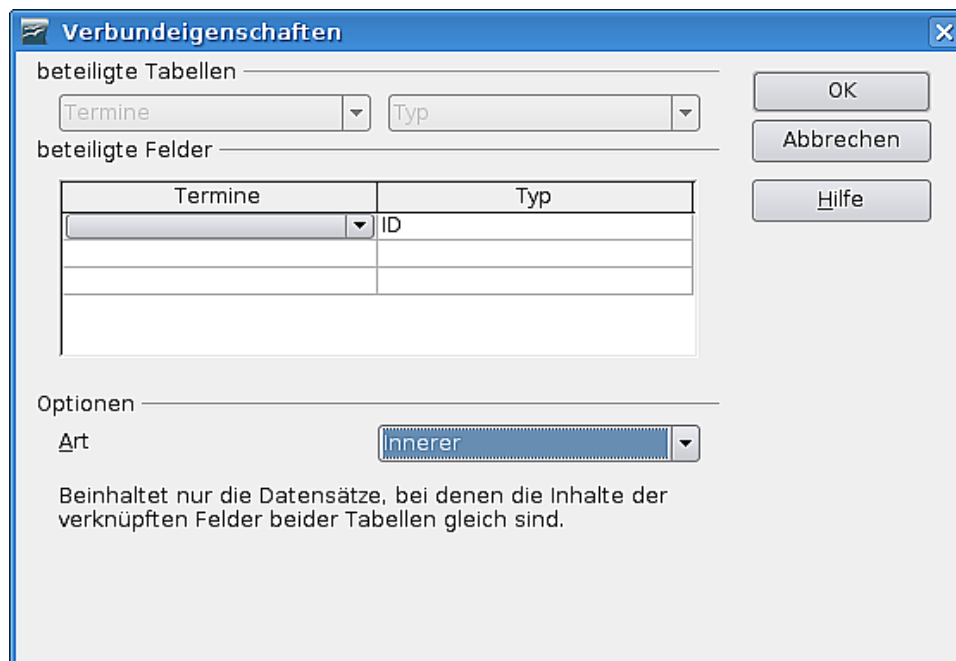 Verbundeigenschaften
beteiligte Tabellen
Termine Typ
OK
beteiligte Felder
Abbrechen
Termine Typ
Hilfe
ID
Optionen
Art Innerer
Beinhaltet nur die Datensätze, bei denen die Inhalte der
verknüpften Felder beider Tabellen gleich sind.